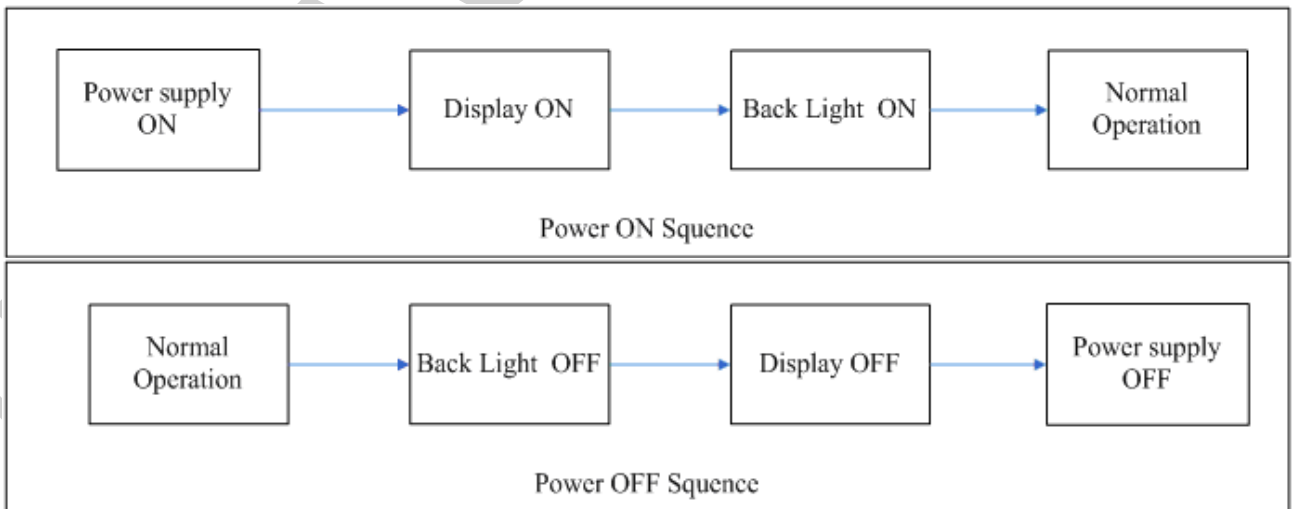 Power supply
ON
Display ON
Back Light ON
Normal
Operation
Power ON Squence
Normal
Operation
Back Light OFF
Display OFF
Power supply
OFF
Power OFF Squence